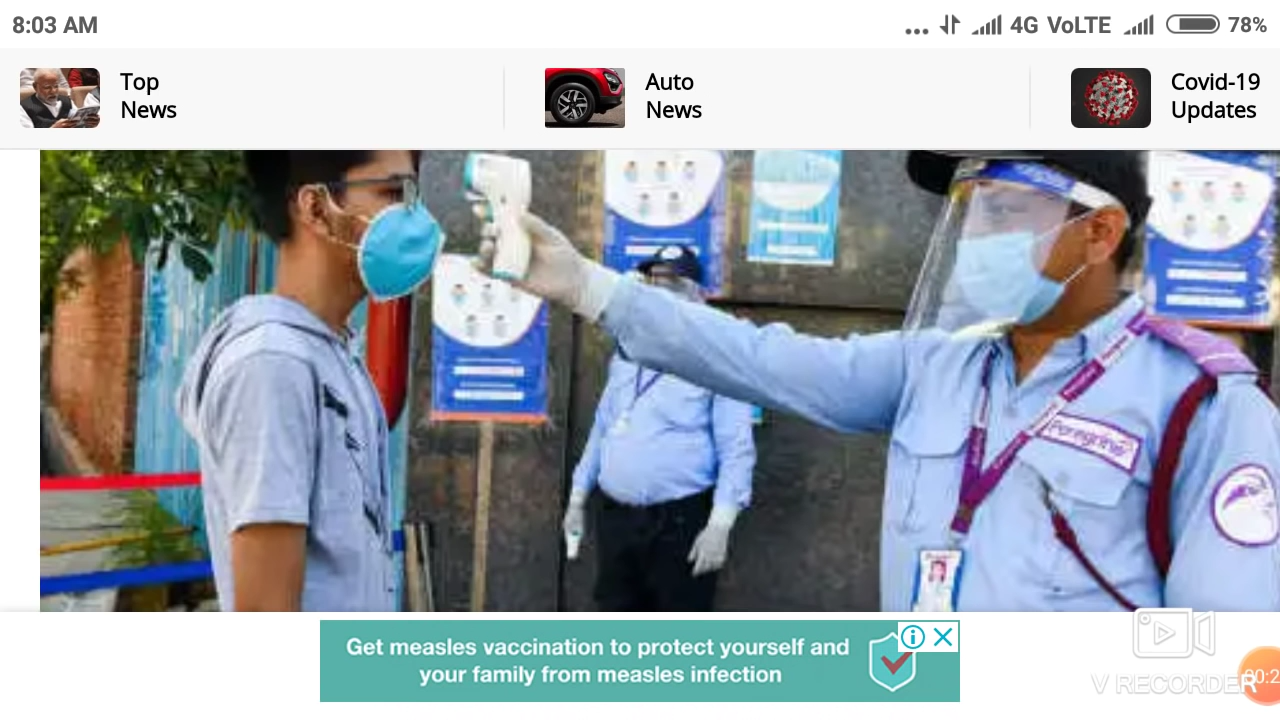 8:03 AM
... 4G VoLTE 78%
Top
News
Auto
News
Covid-19
Updates
Peregrine
Get measles vaccination to protect yourself and
your family from measles infection
V RECORDER